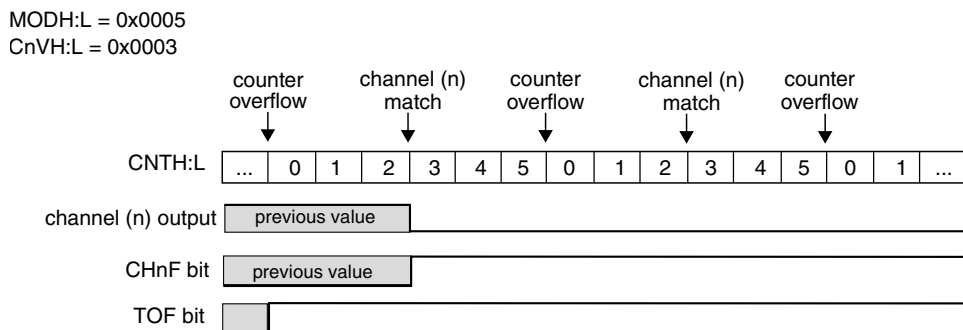 MODH:L = 0x0005
CnVH:L = 0x0003
counter overflow channel (n) match counter overflow channel (n) match counter overflow
CNTH:L ... 0 1 2 3 4 5 0 1 2 3 4 5 0 1 ...
channel (n) output previous value
CHnF bit previous value
TOF bit